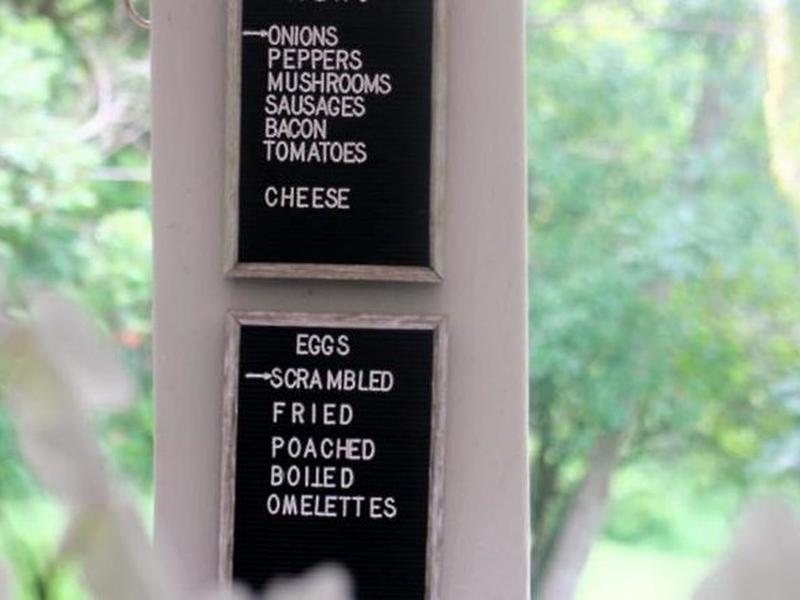 →ONIONS
PEPPERS
MUSHROOMS
SAUSAGES
BACON
TOMATOES
CHEESE
EGGS
→SCRAMBLED
FRIED
POACHED
BOILED
OMELETTES